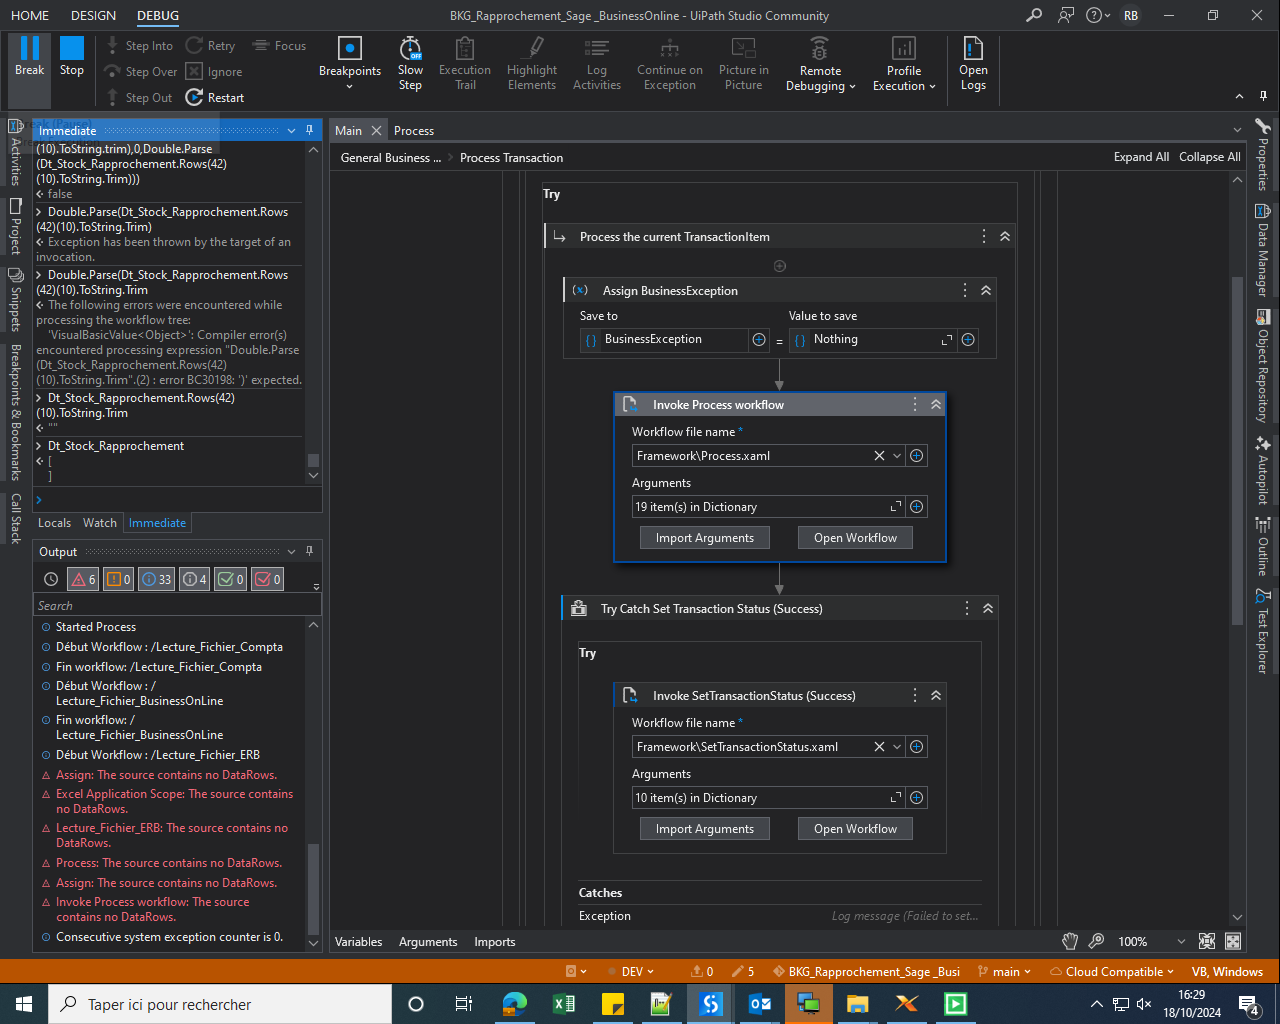 HOME DESIGN DEBUG BKG_Rapprochement_Sage _BusinessOnline - UiPath Studio Community RB
Break Stop Step Into Retry Focus
Step Over Ignore
Step Out Restart
Breakpoints Slow Step Execution Trail Highlight Elements Log Activities Continue on Exception Picture in Picture Remote Debugging Profile Execution Open Logs
Immediate
(10).ToString.trim),0,Double.Parse
(Dt_Stock_Rapprochement.Rows(42)
(10).ToString.Trim)))
false
Double.Parse(Dt_Stock_Rapprochement.Rows
(42)(10).ToString.Trim)
Exception has been thrown by the target of an
invocation.
Double.Parse(Dt_Stock_Rapprochement.Rows
(42)(10).ToString.Trim
The following errors were encountered while
processing the workflow tree:
'VisualBasicValue<Object>': Compiler error(s)
encountered processing expression "Double.Parse
(Dt_Stock_Rapprochement.Rows(42)
(10).ToString.Trim".(2) : error BC30198: ')' expected.
Dt_Stock_Rapprochement.Rows(42)
(10).ToString.Trim
""
Dt_Stock_Rapprochement
[
]
Locals Watch Immediate
Output
6 0 33 4 0 0
Search
Started Process
Début Workflow : /Lecture_Fichier_Compta
Fin workflow: /Lecture_Fichier_Compta
Début Workflow : /
Lecture_Fichier_BusinessOnLine
Fin workflow: /
Lecture_Fichier_BusinessOnLine
Début Workflow : /Lecture_Fichier_ERB
Assign: The source contains no DataRows.
Excel Application Scope: The source contains
no DataRows.
Lecture_Fichier_ERB: The source contains no
DataRows.
Process: The source contains no DataRows.
Assign: The source contains no DataRows.
Invoke Process workflow: The source
contains no DataRows.
Consecutive system exception counter is 0.
Activities
Project
Snippets
Breakpoints & Bookmarks
Call Stack
Main Process
General Business ... Process Transaction Expand All Collapse All
Try
Process the current TransactionItem
Assign BusinessException
Save to Value to save
BusinessException = Nothing
Invoke Process workflow
Workflow file name *
Framework\Process.xaml
Arguments
19 item(s) in Dictionary
Import Arguments Open Workflow
Try Catch Set Transaction Status (Success)
Try
Invoke SetTransactionStatus (Success)
Workflow file name *
Framework\SetTransactionStatus.xaml
Arguments
10 item(s) in Dictionary
Import Arguments Open Workflow
Catches
Exception Log message (Failed to set...
Variables Arguments Imports 100%
Properties
Data Manager
Object Repository
Autopilot
Outline
Test Explorer
DEV 0 5 BKG_Rapprochement_Sage _Busi main Cloud Compatible VB, Windows
Taper ici pour rechercher
16:29
18/10/2024
4